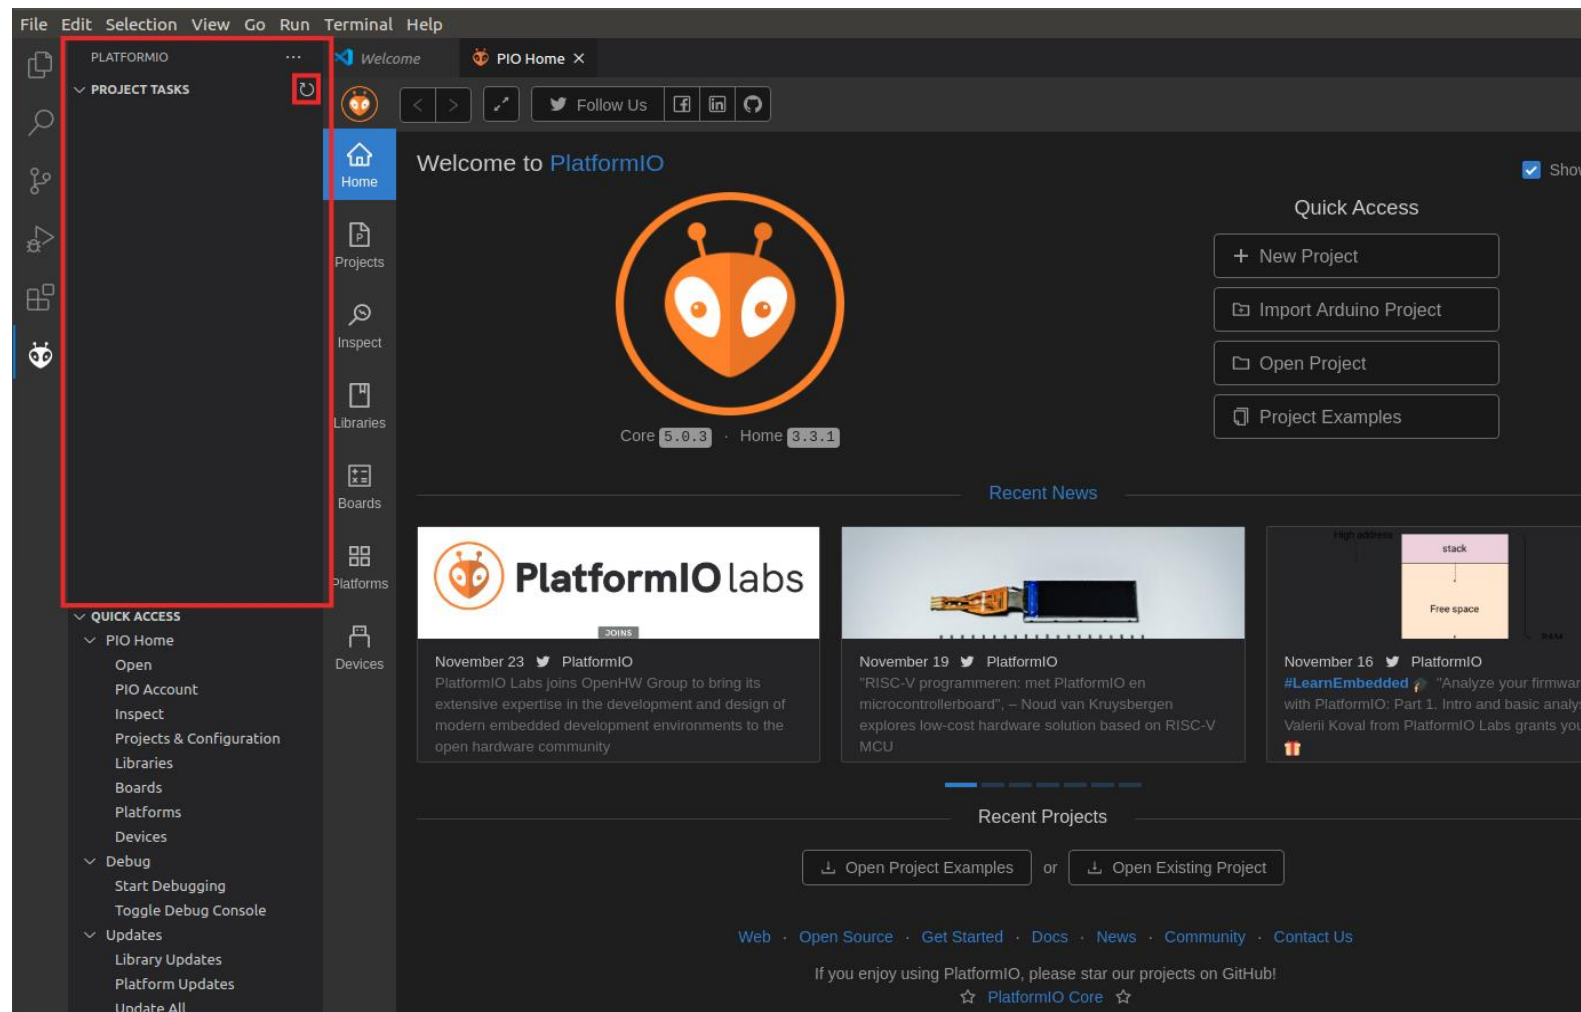 File Edit Selection View Go Run Terminal Help
PLATFORMIO
PROJECT TASKS
QUICK ACCESS
PIO Home
Open
PIO Account
Inspect
Projects & Configuration
Libraries
Boards
Platforms
Devices
Debug
Start Debugging
Toggle Debug Console
Updates
Library Updates
Platform Updates
Update All
Welcome
PIO Home
Follow Us
Home
Projects
Inspect
Libraries
Boards
Platforms
Devices
Welcome to PlatformIO
Core 5.0.3 · Home 3.3.1
Show
Quick Access
New Project
Import Arduino Project
Open Project
Project Examples
Recent News
PlatformIO labs
JOINS
November 23 PlatformIO
PlatformIO Labs joins OpenHW Group to bring its
extensive expertise in the development and design of
modern embedded development environments to the
open hardware community
November 19 PlatformIO
"RISC-V programmeren: met PlatformIO en
microcontrollerboard", – Noud van Kruysbergen
explores low-cost hardware solution based on RISC-V
MCU
High address
stack
Free space
RAM
November 16 PlatformIO
#LearnEmbedded "Analyze your firmwar
with PlatformIO: Part 1. Intro and basic analys
Valerii Koval from PlatformIO Labs grants you
Recent Projects
Open Project Examples or Open Existing Project
Web · Open Source · Get Started · Docs · News · Community · Contact Us
If you enjoy using PlatformIO, please star our projects on GitHub!
☆ PlatformIO Core ☆